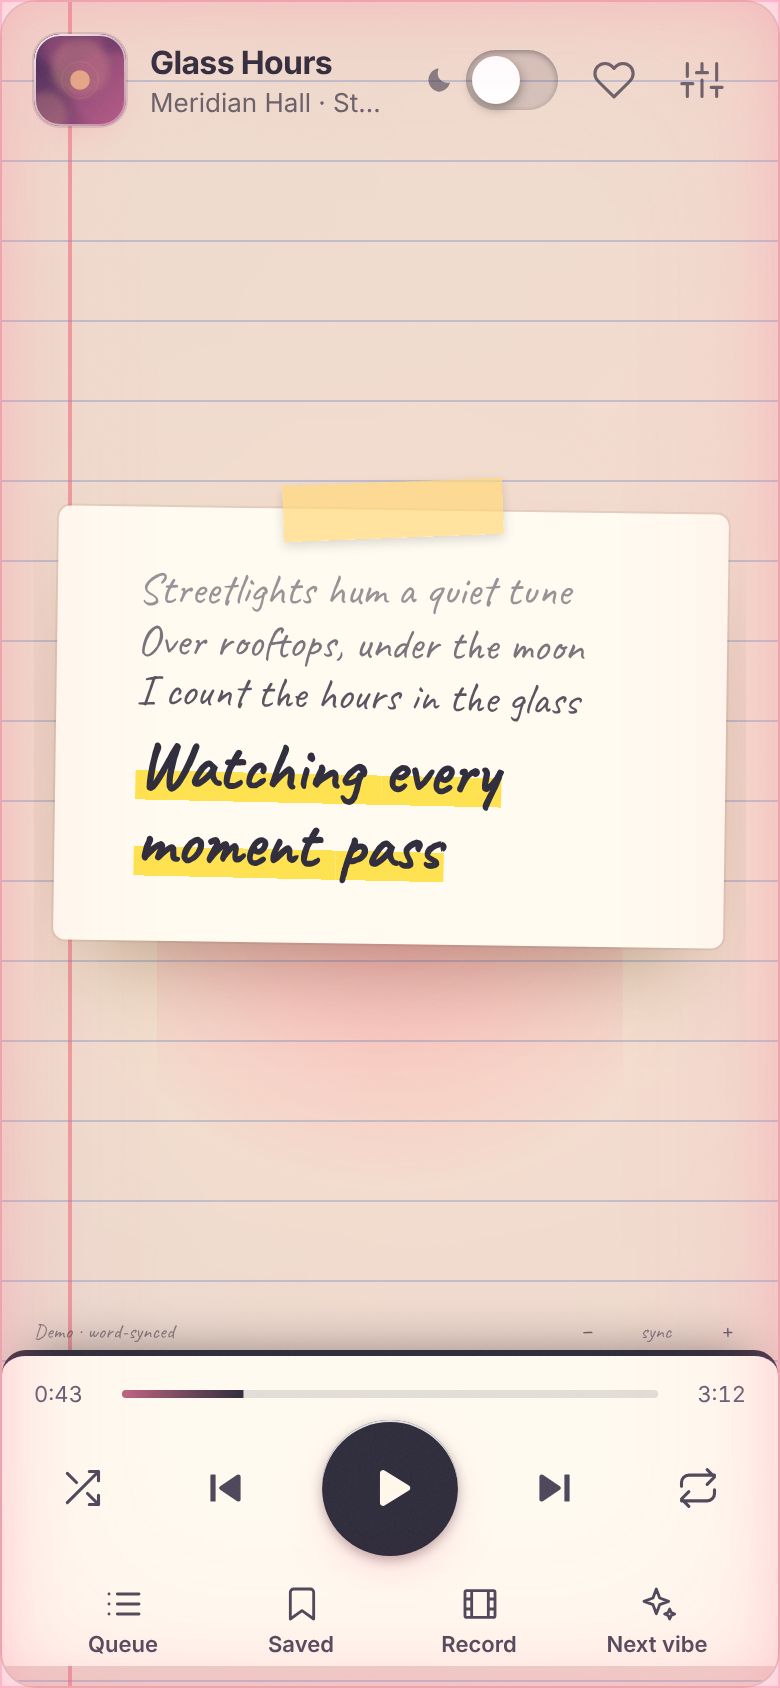 Glass Hours
Meridian Hall · St...
Streetlights hum a quiet tune
Over rooftops, under the moon
I count the hours in the glass
Watching every
moment pass
Demo · word-synced
− sync +
0:43
3:12
Queue
Saved
Record
Next vibe